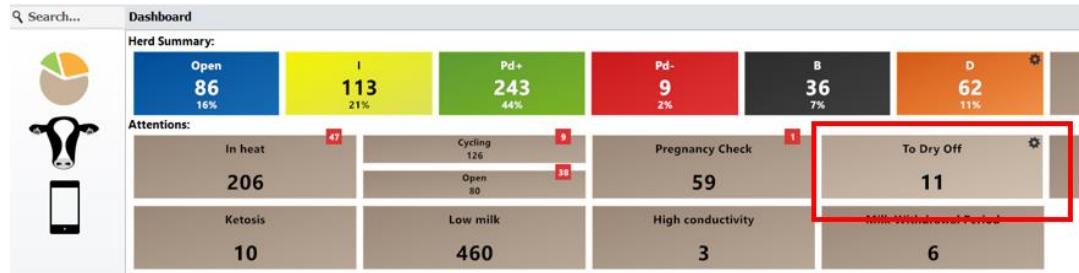 Search...
Dashboard
Herd Summary:
Open
86
16%
I
113
21%
Pd+
243
44%
Pd-
9
2%
B
36
7%
D
62
11%
Attentions:
In heat
47
206
Cycling
9
126
Open
38
80
Pregnancy Check
1
59
To Dry Off
11
Ketosis
10
Low milk
460
High conductivity
3
Milk Withdrawal Period
6